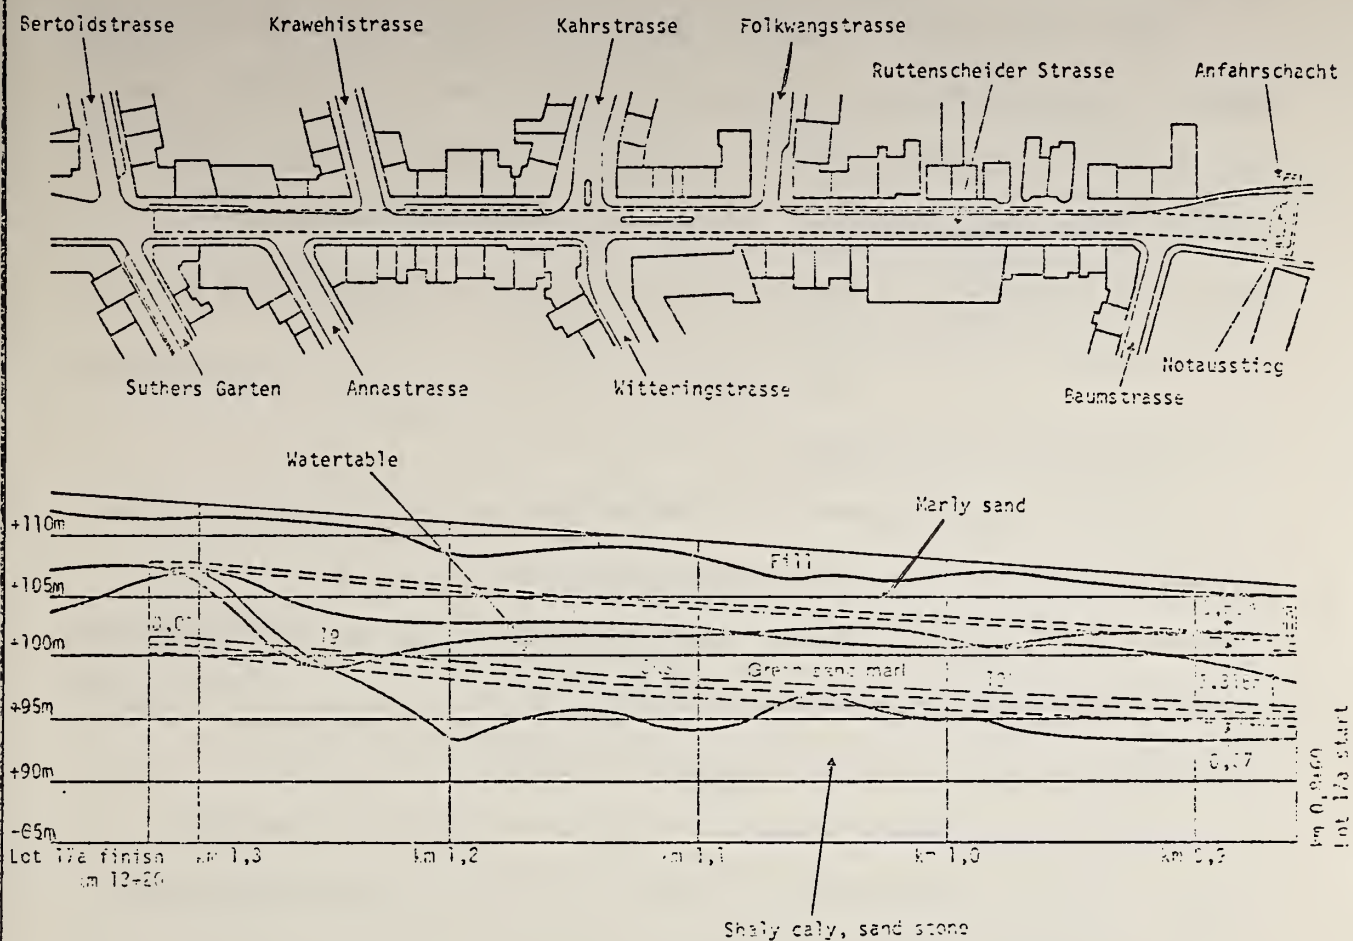 Bertoldstrasse
Krawehistrasse
Kahrstrasse
Folkwangstrasse
Ruttenscheider Strasse
Anfahrschacht
Suthers Garten
Annastrasse
Witteringstrasse
Baumstrasse
Notausstieg
Watertable
Marly sand
Fill
+110m
+105m
+100m
Green sand marl
+95m
+90m
Lot 17a finish
km 1,3
km 1,2
km 1,1
km 1,0
km 0,9
Lot 17a start
Shaly caly, sand stone